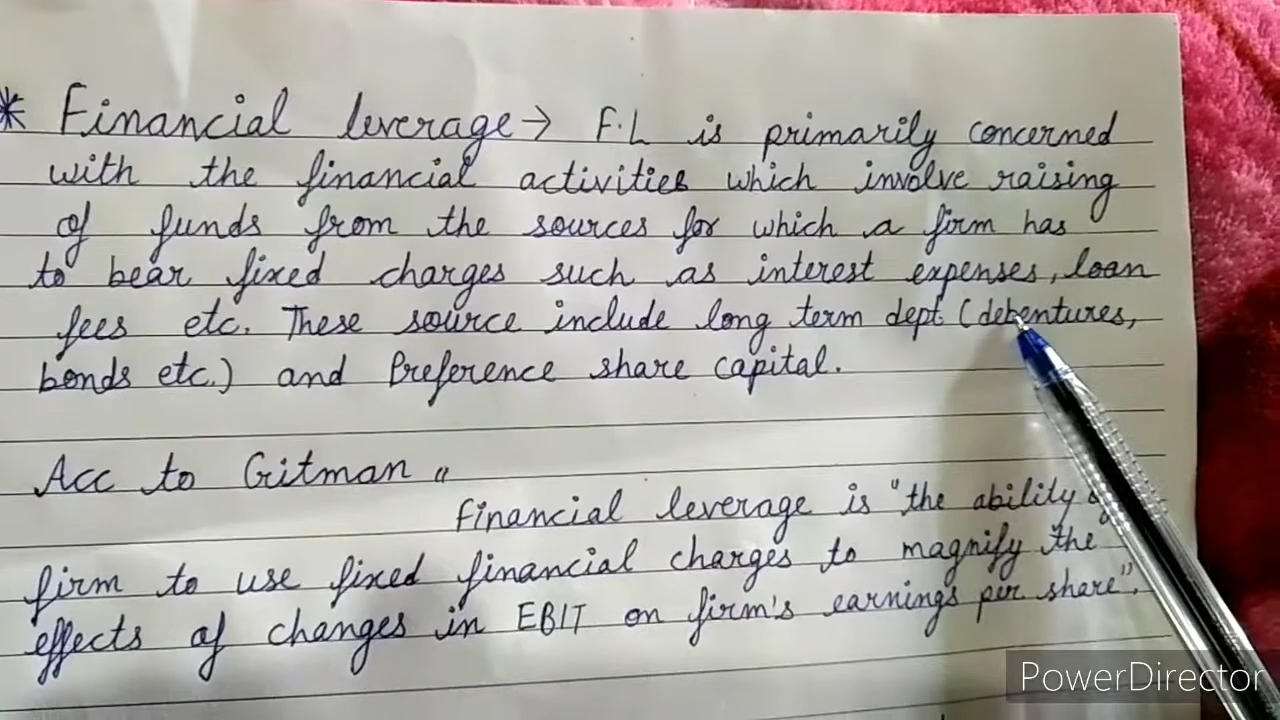 * Financial leverage → F.L is primarily concerned
with the financial activities which involve raising
of funds from the sources for which a firm has
to bear fixed charges such as interest expenses, loan
fees etc. These source include long term dept (debentures,
bonds etc.) and Preference share capital.
Acc to Gitman "
Financial leverage is "the ability
firm to use fixed financial charges to magnify the
effects of changes in EBIT on firm's earnings per share".
PowerDirector